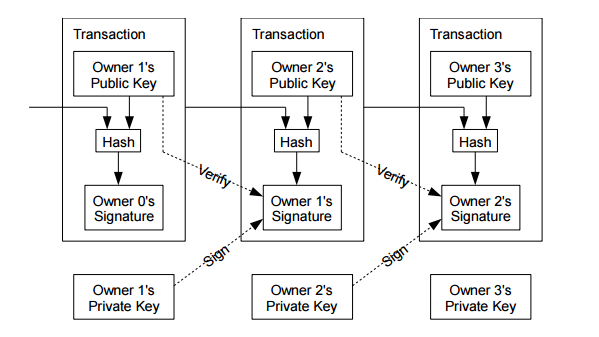 Transaction
Owner 1's
Public Key
Hash
Owner 0's
Signature
Transaction
Owner 2's
Public Key
Hash
Verify
Owner 1's
Signature
Transaction
Owner 3's
Public Key
Hash
Verify
Owner 2's
Signature
Sign
Sign
Owner 1's
Private Key
Owner 2's
Private Key
Owner 3's
Private Key